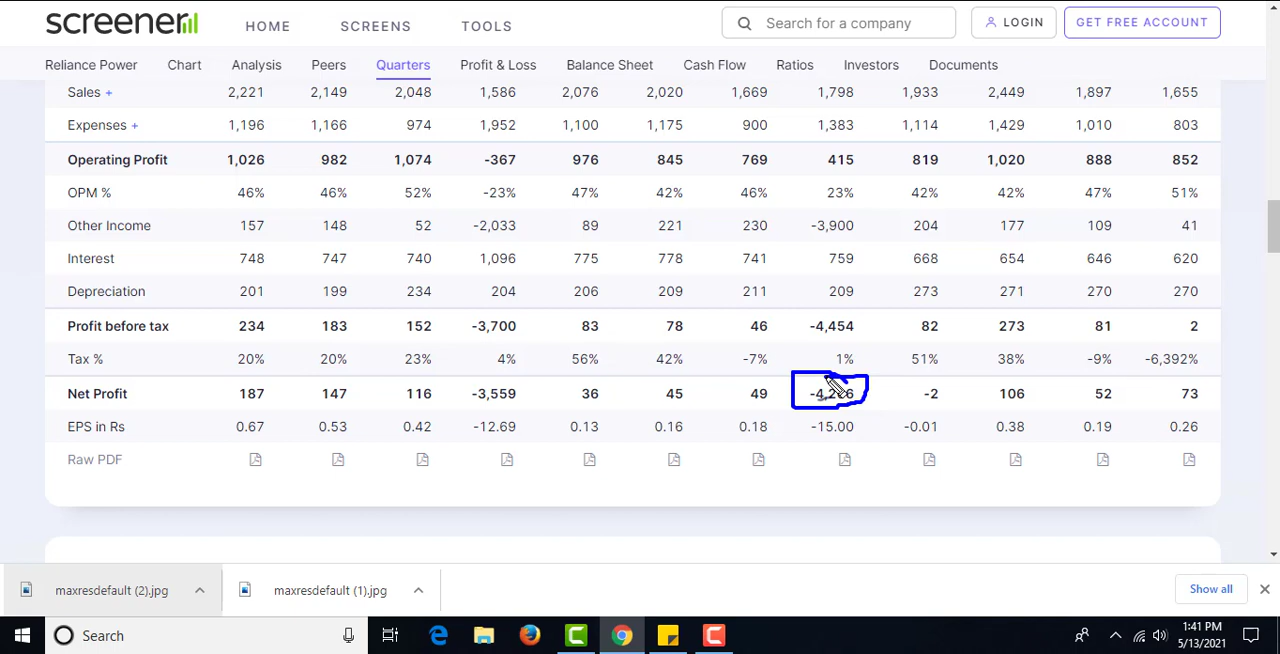 screener HOME SCREENS TOOLS Search for a company LOGIN GET FREE ACCOUNT
Reliance Power Chart Analysis Peers Quarters Profit & Loss Balance Sheet Cash Flow Ratios Investors Documents
Sales + 2,221 2,149 2,048 1,586 2,076 2,020 1,669 1,798 1,933 2,449 1,897 1,655
Expenses + 1,196 1,166 974 1,952 1,100 1,175 900 1,383 1,114 1,429 1,010 803
Operating Profit 1,026 982 1,074 -367 976 845 769 415 819 1,020 888 852
OPM % 46% 46% 52% -23% 47% 42% 46% 23% 42% 42% 47% 51%
Other Income 157 148 52 -2,033 89 221 230 -3,900 204 177 109 41
Interest 748 747 740 1,096 775 778 741 759 668 654 646 620
Depreciation 201 199 234 204 206 209 211 209 273 271 270 270
Profit before tax 234 183 152 -3,700 83 78 46 -4,454 82 273 81 2
Tax % 20% 20% 23% 4% 56% 42% -7% 1% 51% 38% -9% -6,392%
Net Profit 187 147 116 -3,559 36 45 49 -2 106 52 73
EPS in Rs 0.67 0.53 0.42 -12.69 0.13 0.16 0.18 -15.00 -0.01 0.38 0.19 0.26
Raw PDF
maxresdefault (2).jpg maxresdefault (1).jpg Show all
Search 1:41 PM
5/13/2021